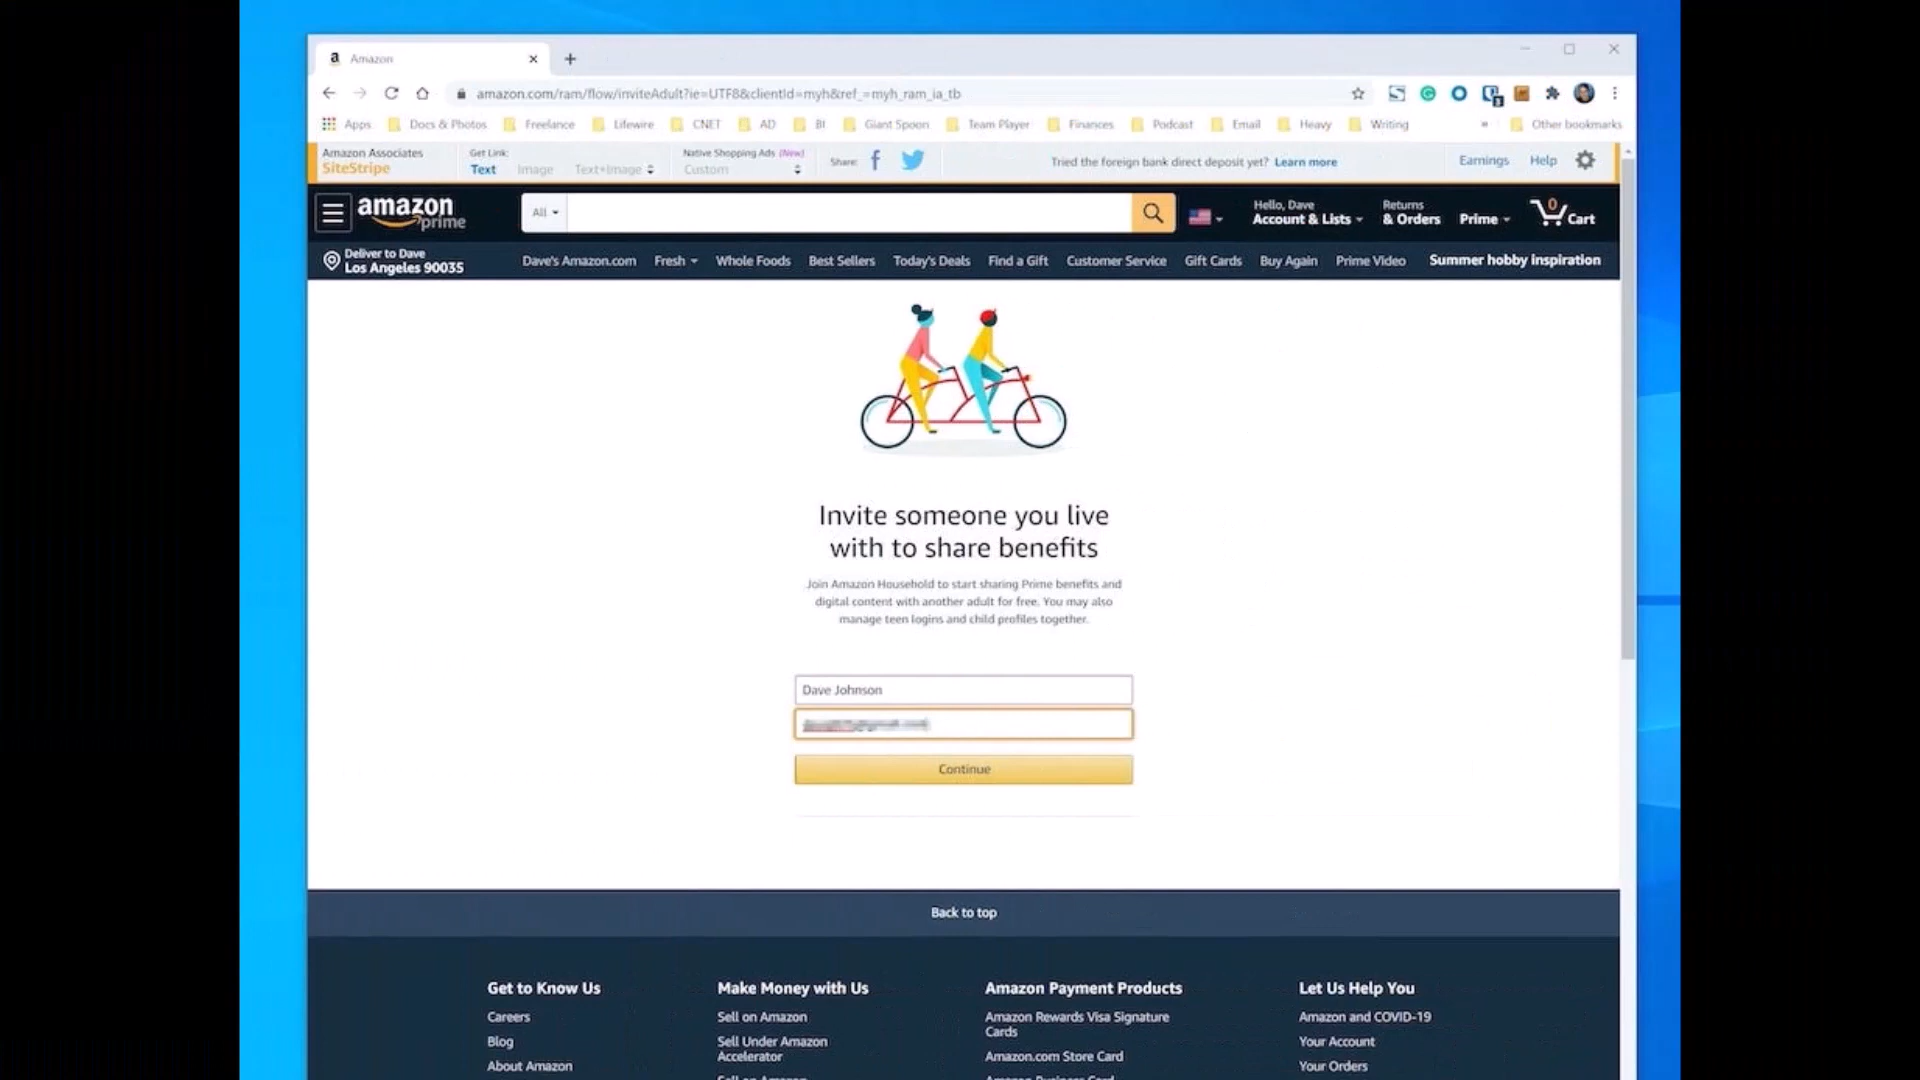 Amazon
amazon.com/ram/flow/inviteAdult?ie=UTF8&clientId=myh&ref_=myh_ram_ia_tb
Apps Docs & Photos Freelance Lifewire CNET AD BI Giant Spoon Team Player Finances Podcast Email Heavy Writing » Other bookmarks
Amazon Associates
SiteStripe
Get Link:
Text Image Text+Image
Native Shopping Ads (New)
Custom
Share:
Tried the foreign bank direct deposit yet? Learn more
Earnings Help
amazon
prime
All
Hello, Dave
Account & Lists
Returns
& Orders
Prime
0
Cart
Deliver to Dave
Los Angeles 90035
Dave's Amazon.com Fresh Whole Foods Best Sellers Today's Deals Find a Gift Customer Service Gift Cards Buy Again Prime Video Summer hobby inspiration
Invite someone you live
with to share benefits
Join Amazon Household to start sharing Prime benefits and
digital content with another adult for free. You may also
manage teen logins and child profiles together.
Dave Johnson
Continue
Back to top
Get to Know Us
Careers
Blog
About Amazon
Make Money with Us
Sell on Amazon
Sell Under Amazon
Accelerator
Sell on Amazon
Amazon Payment Products
Amazon Rewards Visa Signature
Cards
Amazon.com Store Card
Amazon Business Card
Let Us Help You
Amazon and COVID-19
Your Account
Your Orders